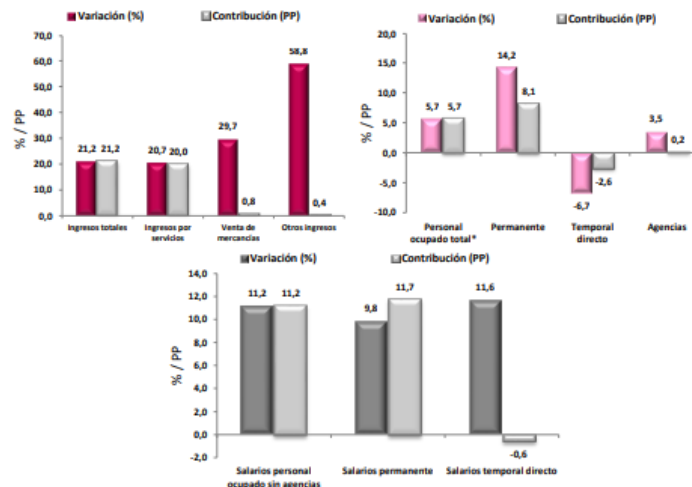 Variación (%) Contribución (PP)
% / PP
70,0
60,0
50,0
40,0
30,0
20,0
10,0
0,0
21,2 21,2
20,7 20,0
29,7
0,8
58,8
0,4
Ingresos totales
Ingresos por
servicios
Venta de
mercancías
Otros ingresos
Variación (%) Contribución (PP)
% / PP
20,0
15,0
10,0
5,0
0,0
-5,0
-10,0
5,7 5,7
14,2
8,1
-6,7
-2,6
3,5
0,2
Personal
ocupado total*
Permanente
Temporal
directo
Agencias
Variación (%) Contribución (PP)
% / PP
14,0
12,0
10,0
8,0
6,0
4,0
2,0
0,0
-2,0
11,2 11,2
9,8
11,7
11,6
-0,6
Salarios personal
ocupado sin agencias
Salarios permanente
Salarios temporal directo